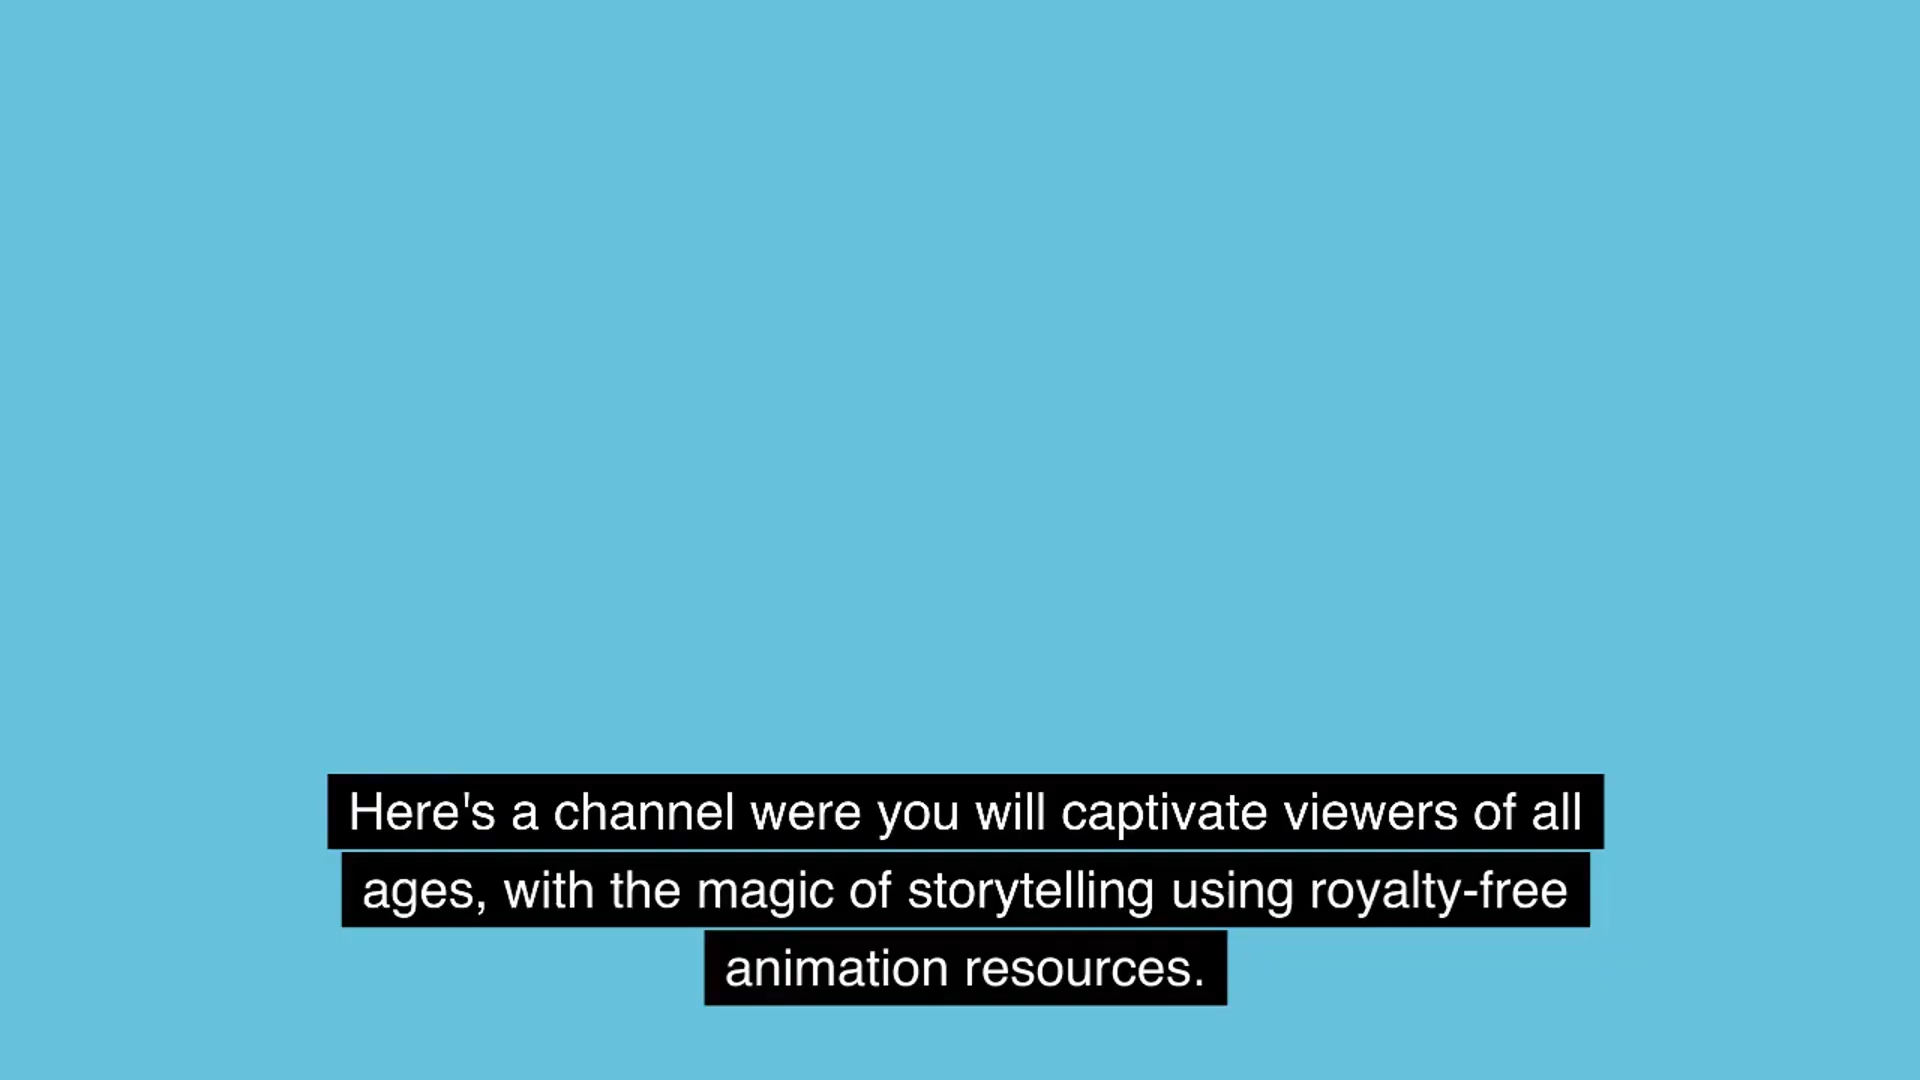 Here's a channel were you will captivate viewers of all
ages, with the magic of storytelling using royalty-free
animation resources.